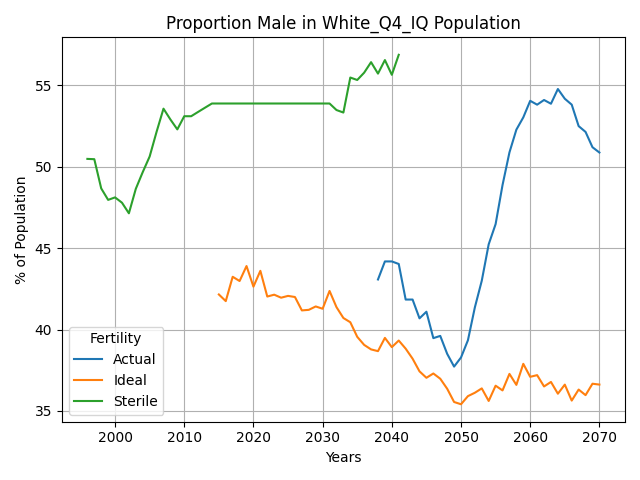 Proportion Male in White_Q4_IQ Population
% of Population
55
50
45
40
35
Fertility
Actual
Ideal
Sterile
2000 2010 2020 2030 2040 2050 2060 2070
Years